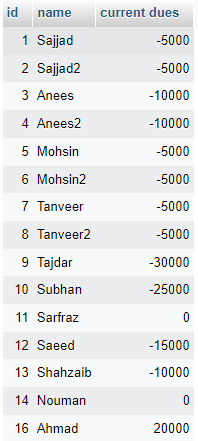 id name current dues
1 Sajjad -5000
2 Sajjad2 -5000
3 Anees -10000
4 Anees2 -10000
5 Mohsin -5000
6 Mohsin2 -5000
7 Tanveer -5000
8 Tanveer2 -5000
9 Tajdar -30000
10 Subhan -25000
11 Sarfraz 0
12 Saeed -15000
13 Shahzaib -10000
14 Nouman 0
16 Ahmad 20000